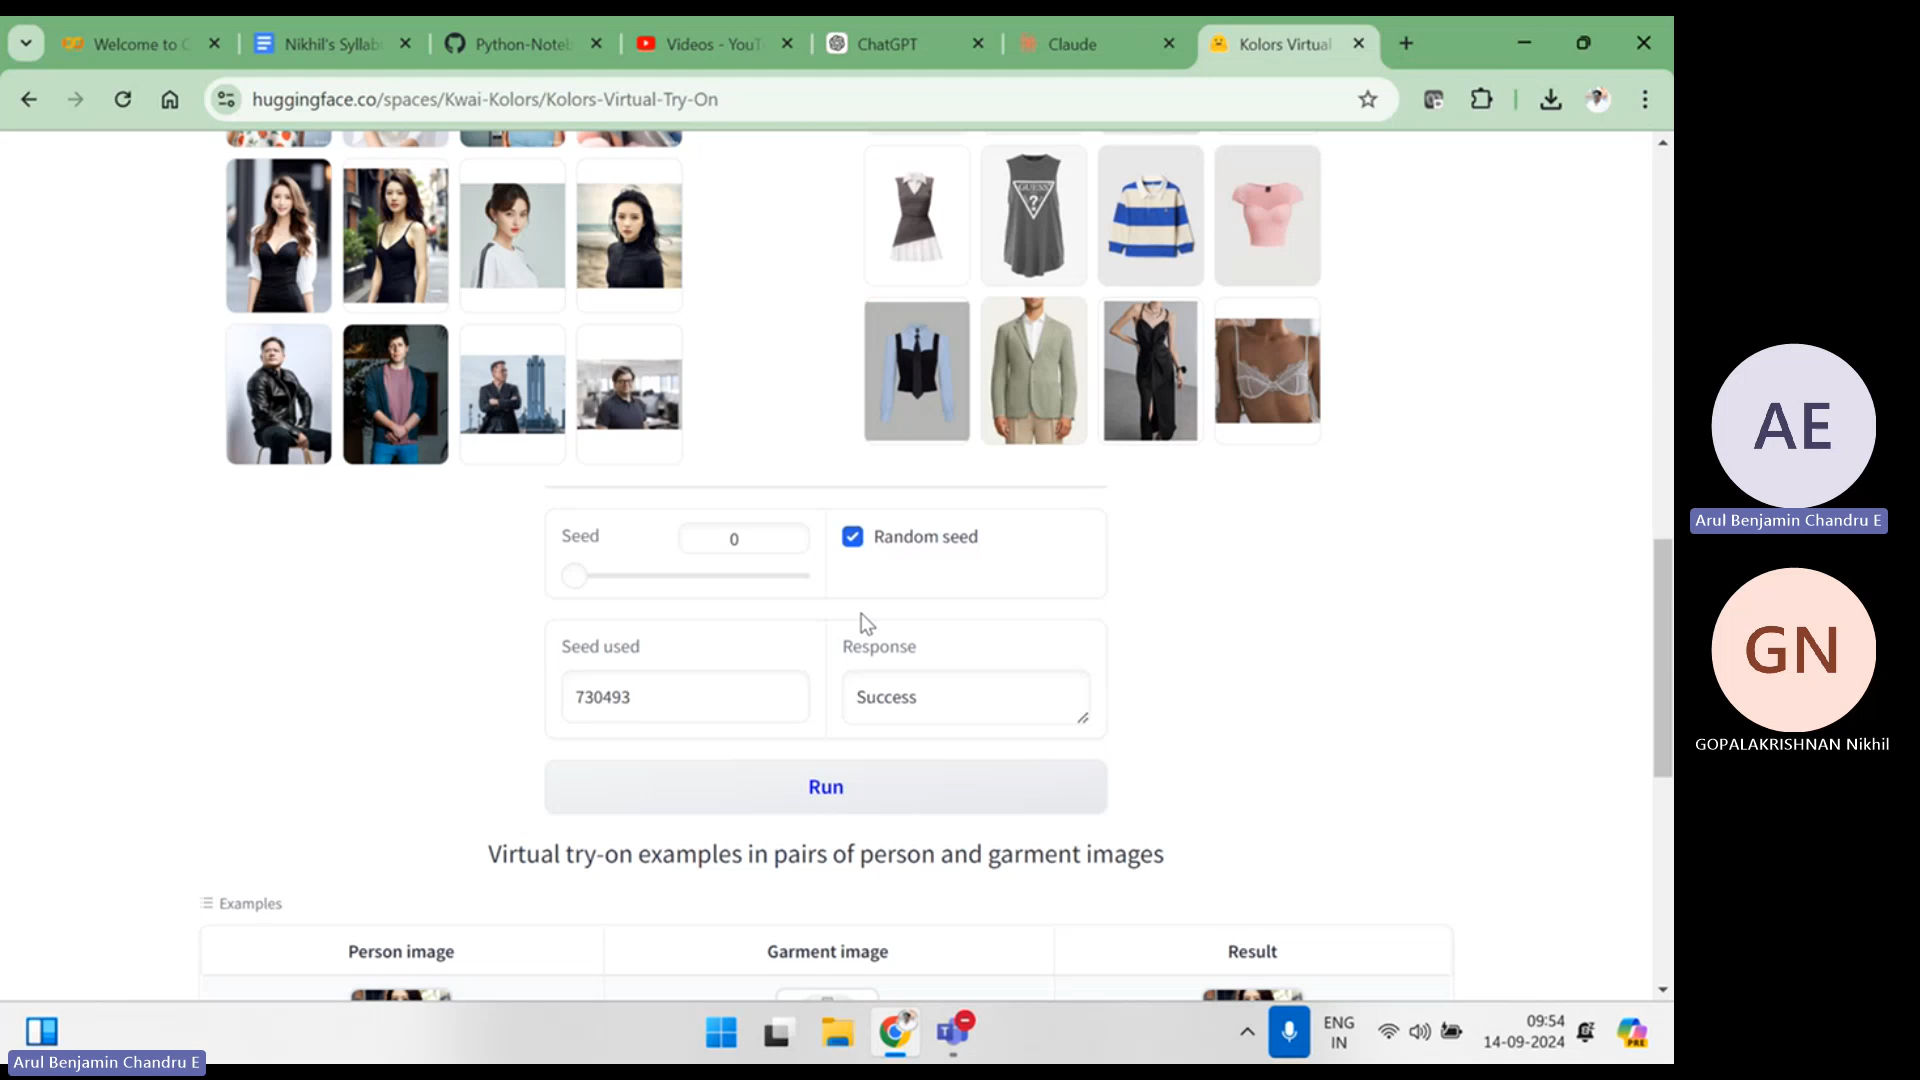 Welcome to C
Nikhil's Syllab
Python-Notel
Videos - YouT
ChatGPT
Claude
Kolors Virtual
huggingface.co/spaces/Kwai-Kolors/Kolors-Virtual-Try-On
GUESS
?
Seed
0
Random seed
Seed used
730493
Response
Success
Run
Virtual try-on examples in pairs of person and garment images
Examples
Person image
Garment image
Result
AE
Arul Benjamin Chandru E
GN
GOPALAKRISHNAN Nikhil
ENG
IN
09:54
14-09-2024
PRE
Arul Benjamin Chandru E